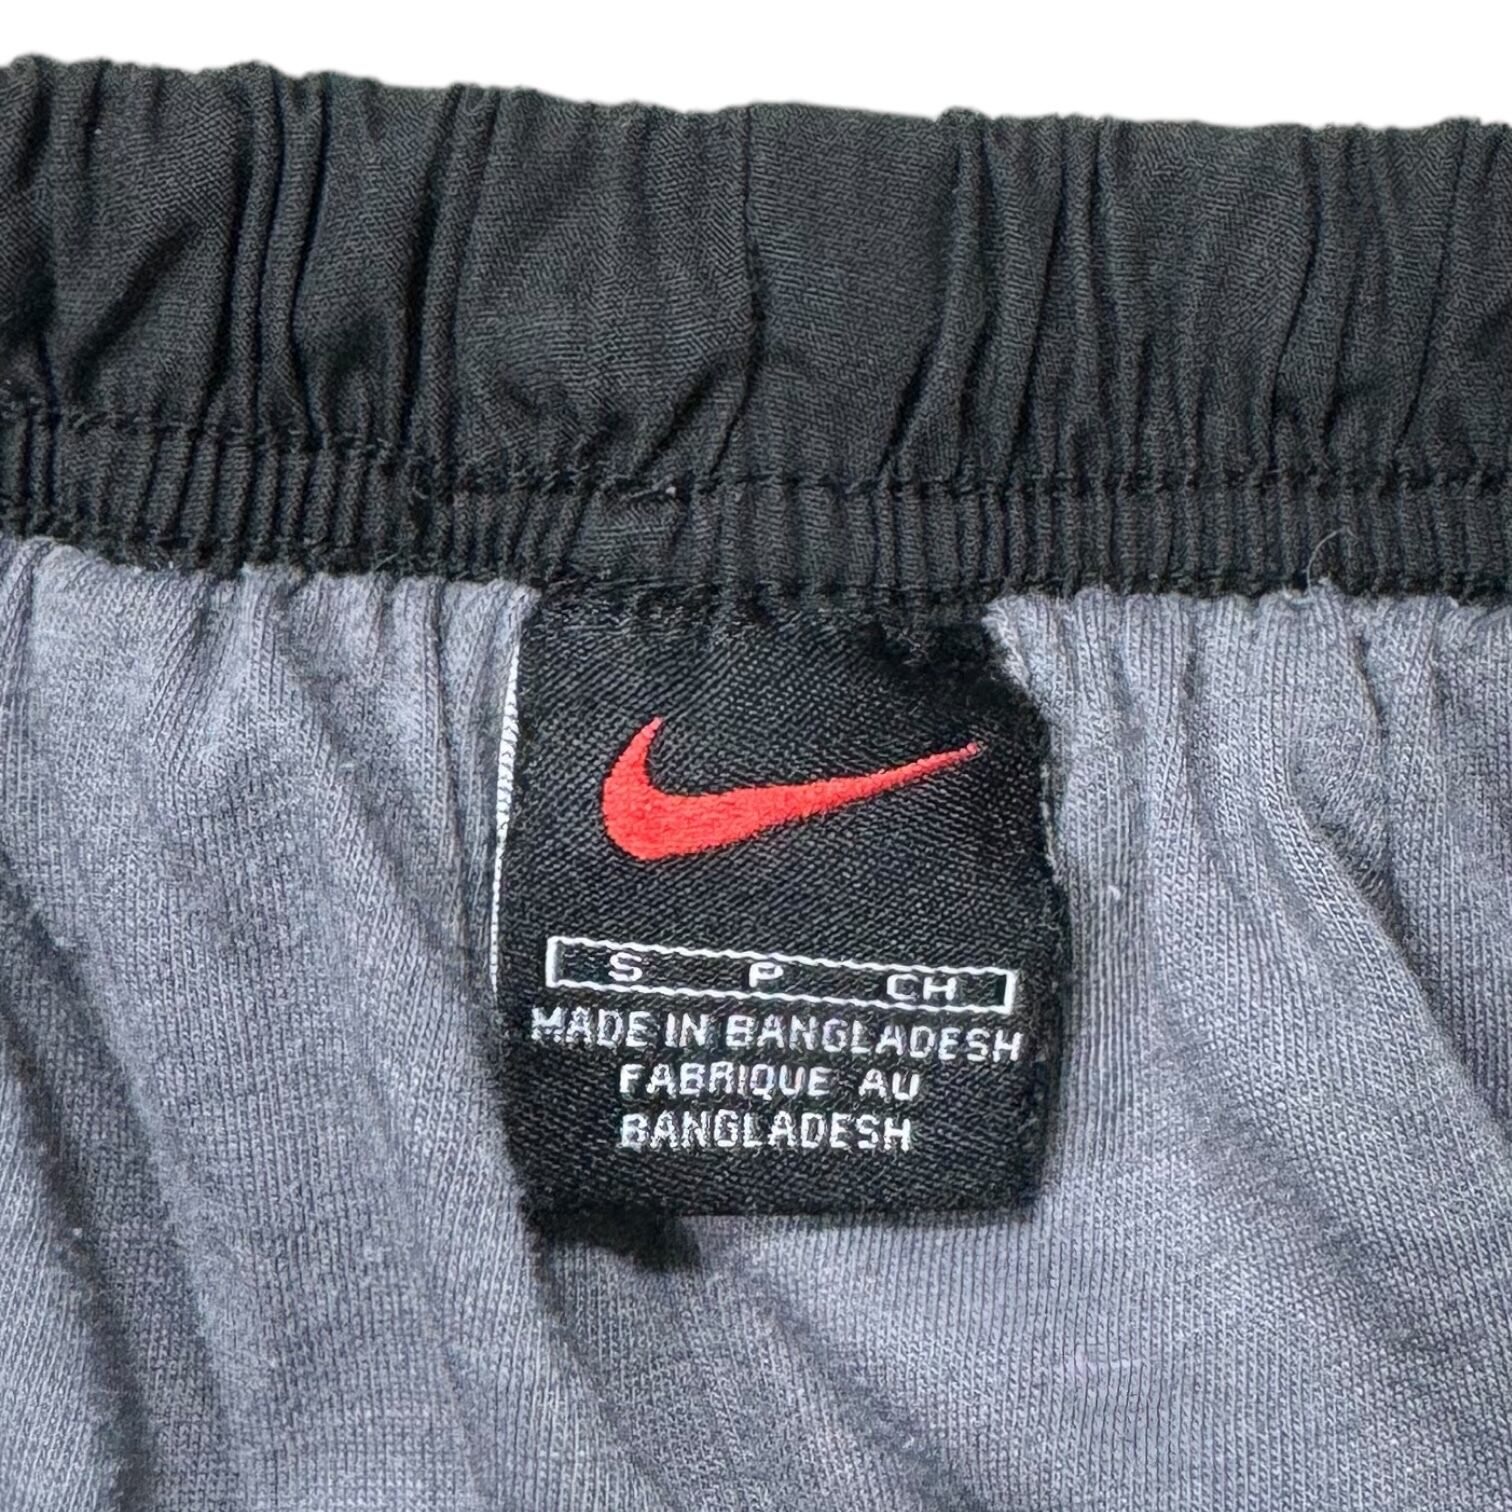 S P CH
MADE IN BANGLADESH
FABRIQUE AU
BANGLADESH